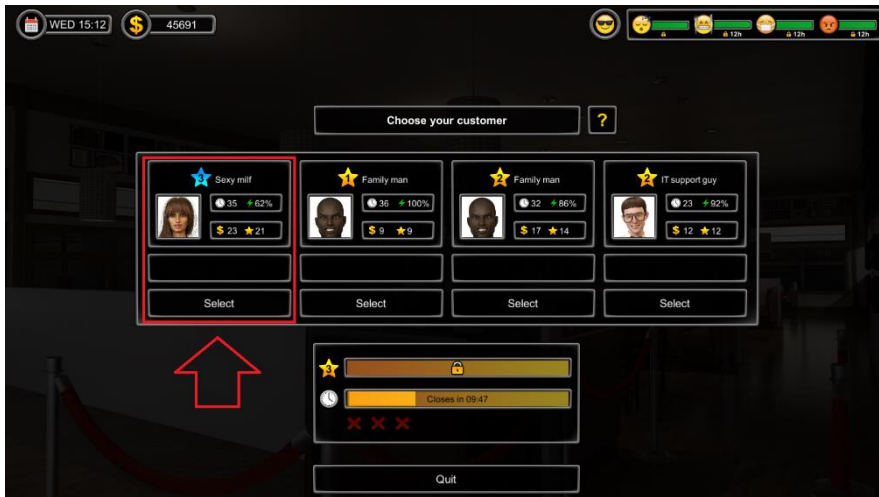 WED 15:12
45691
12h
12h
12h
Choose your customer
?
3 Sexy milf
35 62%
$ 23 21
Select
1 Family man
36 100%
$ 9 9
Select
2 Family man
32 86%
$ 17 14
Select
2 IT support guy
23 92%
$ 12 12
Select
3
Closes in 09:47
Quit